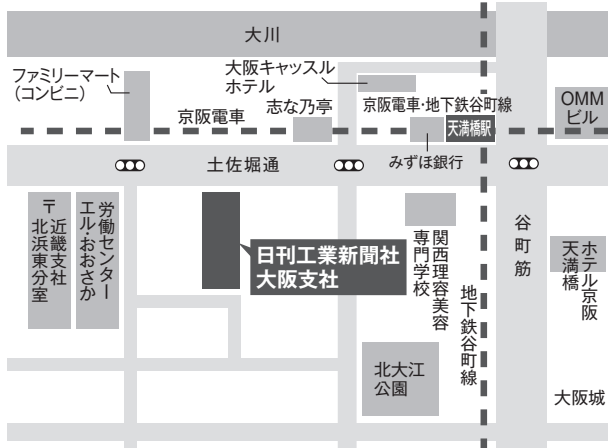 大川
ファミリーマート
(コンビニ)
大阪キャッスル
ホテル
京阪電車
志な乃亭
京阪電車・地下鉄谷町線
天満橋駅
OMM
ビル
みずほ銀行
土佐堀通
〒
近畿支社
北浜東分室
労働センター
エル・おおさか
日刊工業新聞社
大阪支社
関西理容美容
専門学校
地下鉄谷町線
谷町筋
ホテル京阪
天満橋
北大江
公園
大阪城